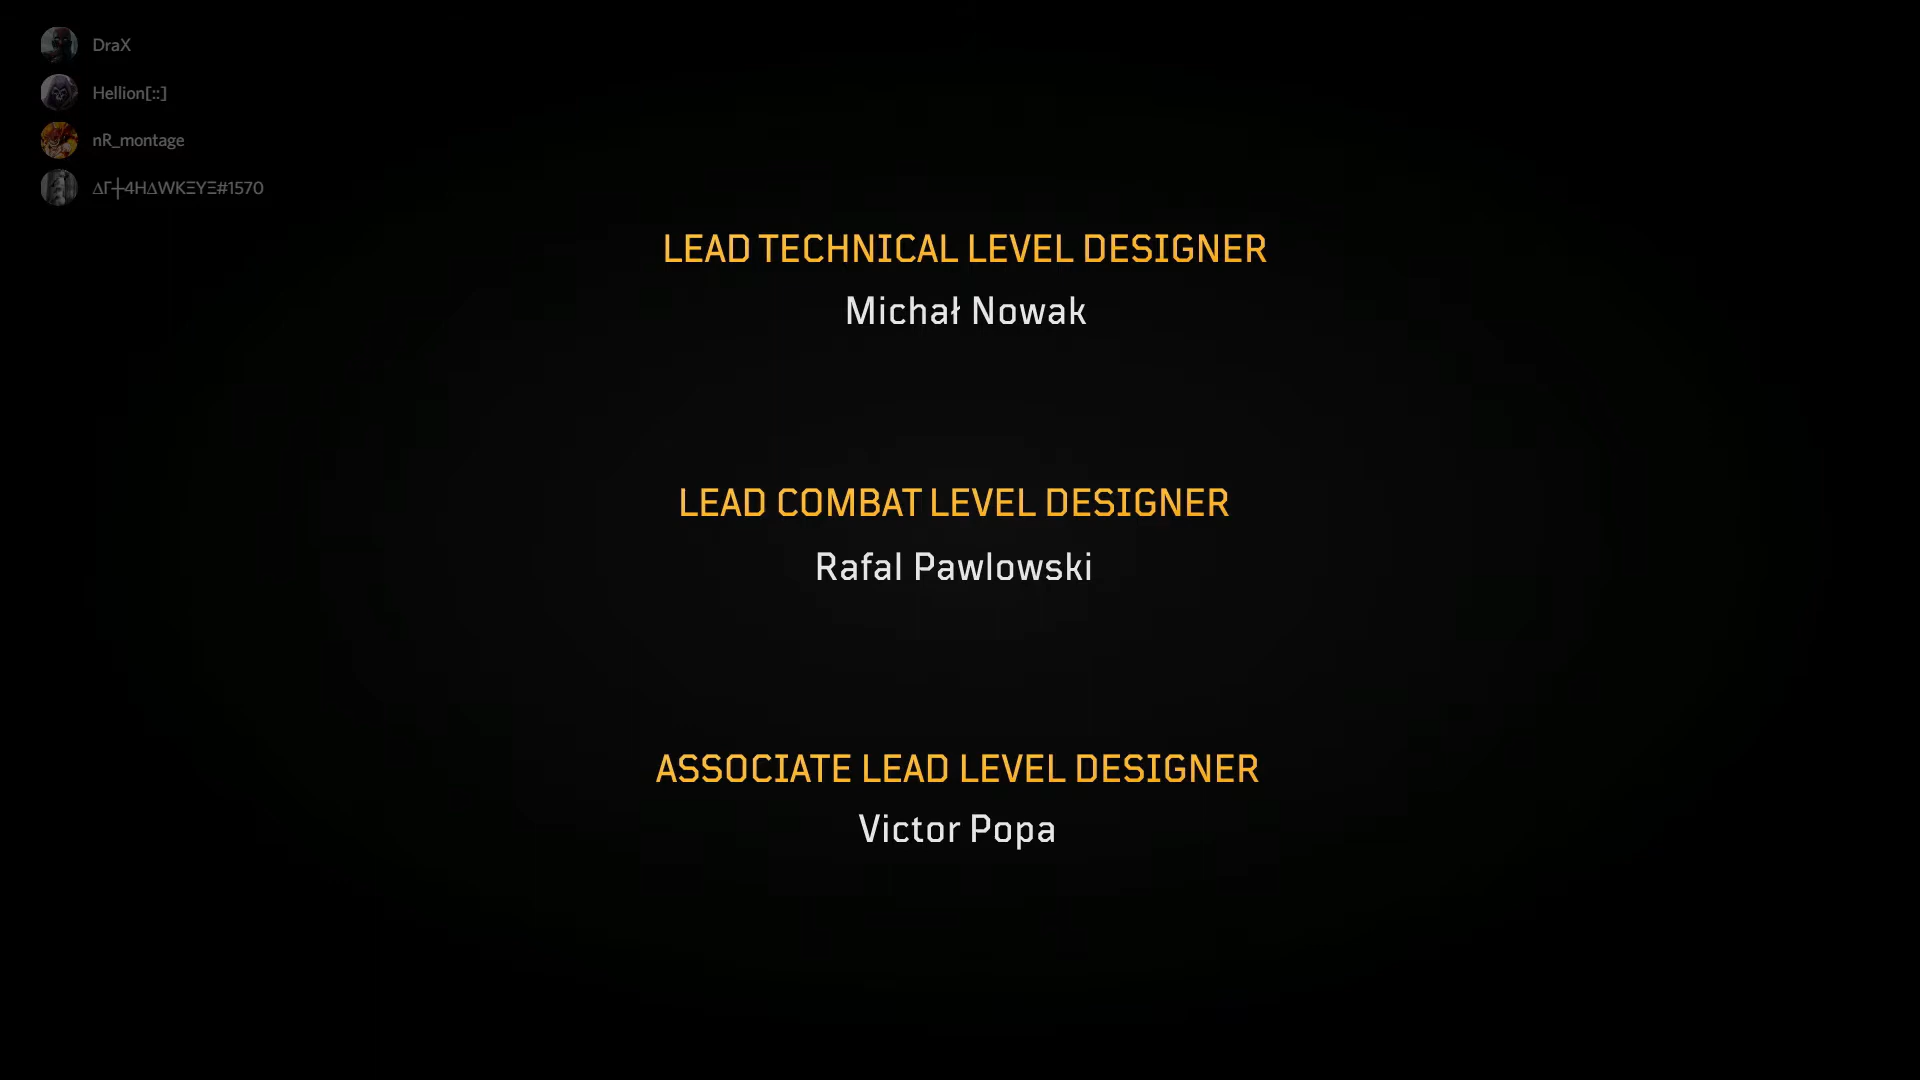 DraX
Hellion[::]
nR_montage
ΔΓ┼4HΔWKΞYΞ#1570
LEAD TECHNICAL LEVEL DESIGNER
Michał Nowak
LEAD COMBAT LEVEL DESIGNER
Rafal Pawlowski
ASSOCIATE LEAD LEVEL DESIGNER
Victor Popa